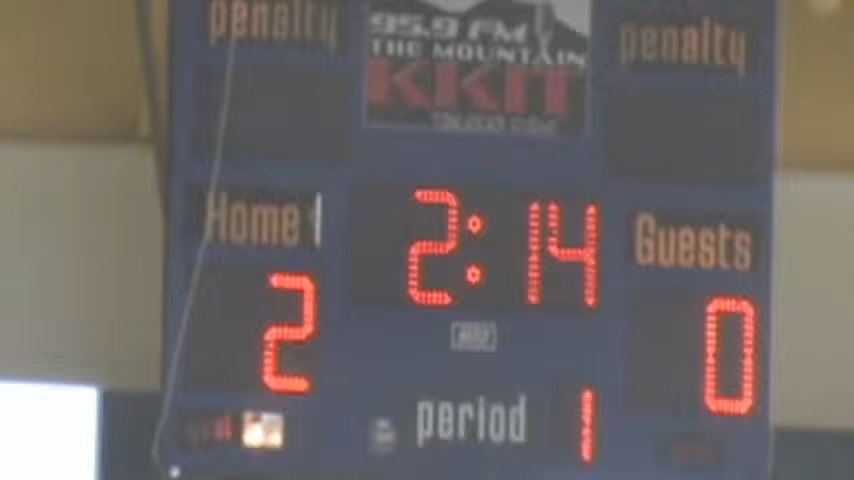 penalty
95.9 FM
THE MOUNTAIN
KKIT
penalty
Home
2:14
Guests
2
0
period
1